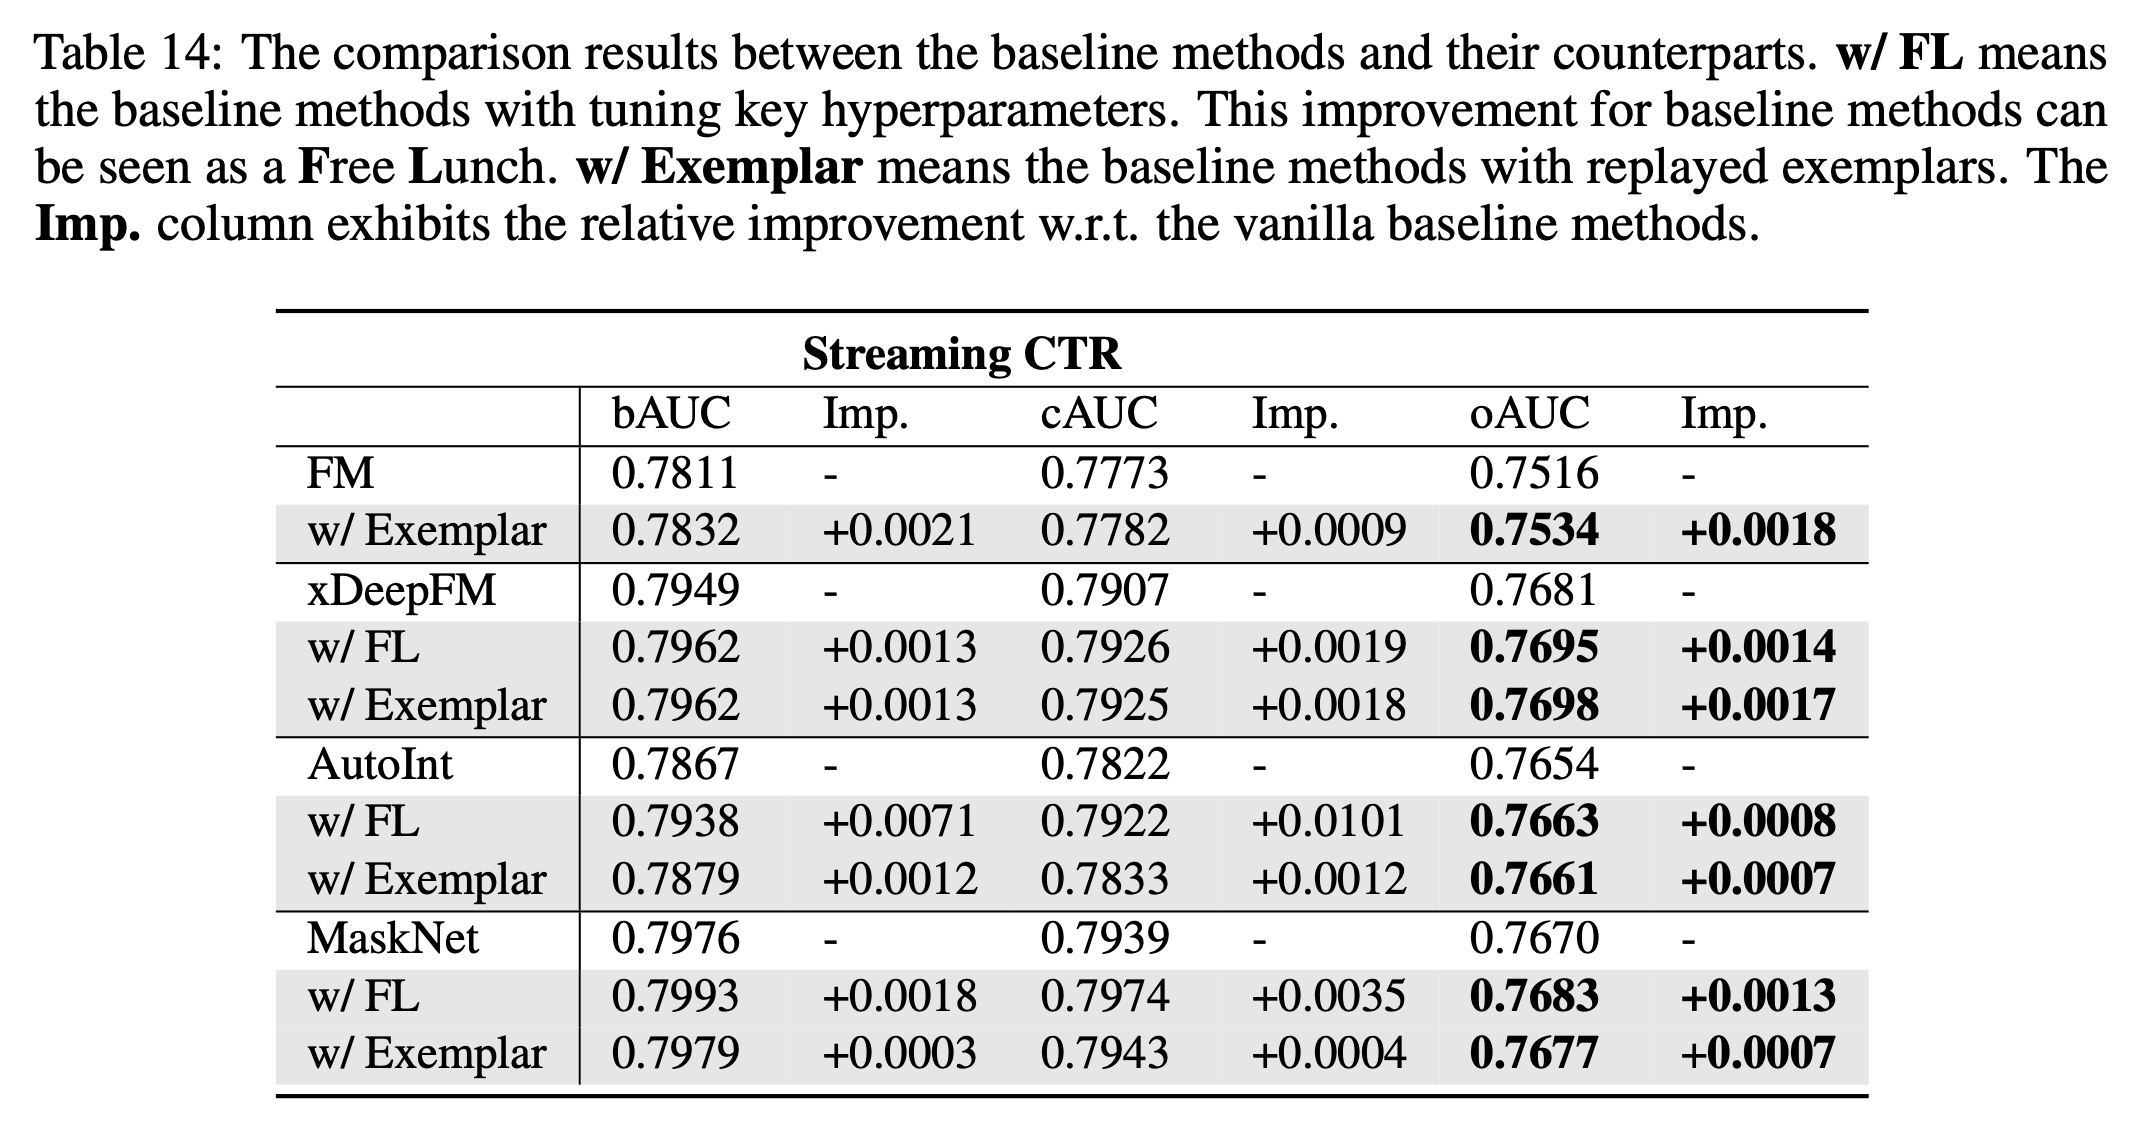 Table 14: The comparison results between the baseline methods and their counterparts. w/ FL means
the baseline methods with tuning key hyperparameters. This improvement for baseline methods can
be seen as a Free Lunch. w/ Exemplar means the baseline methods with replayed exemplars. The
Imp. column exhibits the relative improvement w.r.t. the vanilla baseline methods.
Streaming CTR
bAUC Imp. cAUC Imp. oAUC Imp.
FM 0.7811 - 0.7773 - 0.7516 -
w/ Exemplar 0.7832 +0.0021 0.7782 +0.0009 0.7534 +0.0018
xDeepFM 0.7949 - 0.7907 - 0.7681 -
w/ FL 0.7962 +0.0013 0.7926 +0.0019 0.7695 +0.0014
w/ Exemplar 0.7962 +0.0013 0.7925 +0.0018 0.7698 +0.0017
AutoInt 0.7867 - 0.7822 - 0.7654 -
w/ FL 0.7938 +0.0071 0.7922 +0.0101 0.7663 +0.0008
w/ Exemplar 0.7879 +0.0012 0.7833 +0.0012 0.7661 +0.0007
MaskNet 0.7976 - 0.7939 - 0.7670 -
w/ FL 0.7993 +0.0018 0.7974 +0.0035 0.7683 +0.0013
w/ Exemplar 0.7979 +0.0003 0.7943 +0.0004 0.7677 +0.0007